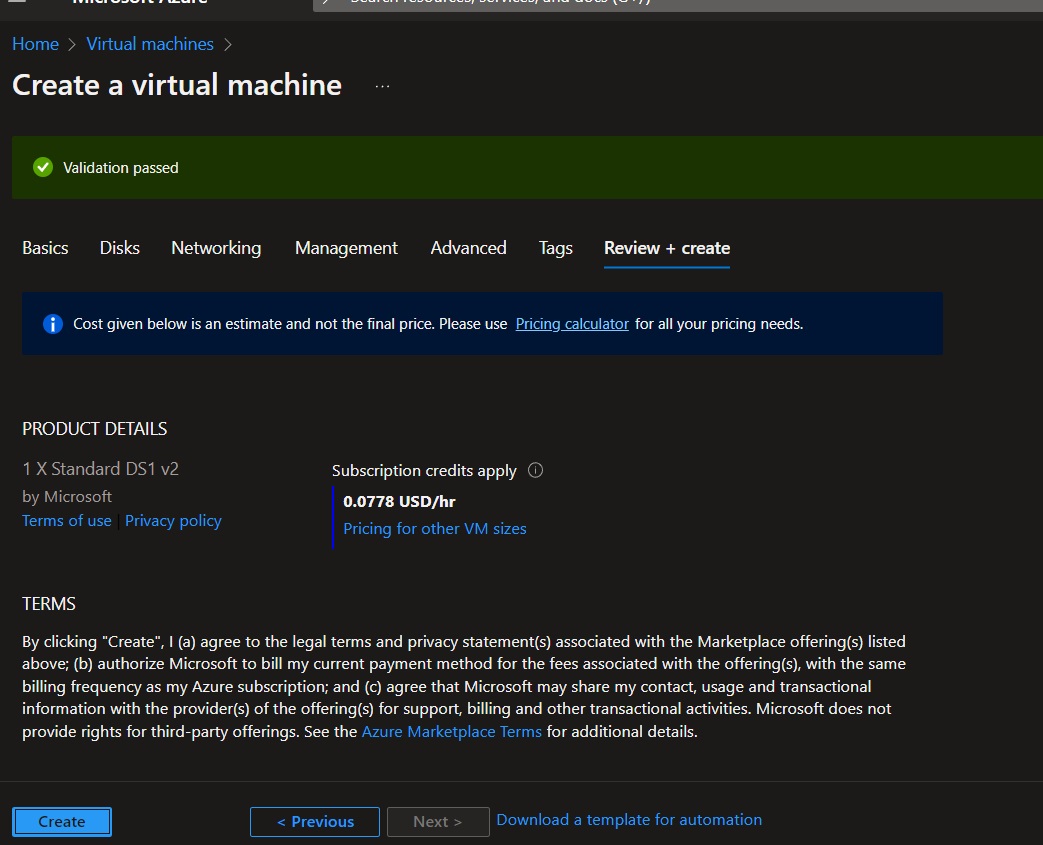 Microsoft Azure
Search resources, services, and docs (G+/)
Home > Virtual machines >
Create a virtual machine ...
Validation passed
Basics Disks Networking Management Advanced Tags Review + create
Cost given below is an estimate and not the final price. Please use Pricing calculator for all your pricing needs.
PRODUCT DETAILS
1 X Standard DS1 v2
by Microsoft
Terms of use | Privacy policy
Subscription credits apply
0.0778 USD/hr
Pricing for other VM sizes
TERMS
By clicking "Create", I (a) agree to the legal terms and privacy statement(s) associated with the Marketplace offering(s) listed
above; (b) authorize Microsoft to bill my current payment method for the fees associated with the offering(s), with the same
billing frequency as my Azure subscription; and (c) agree that Microsoft may share my contact, usage and transactional
information with the provider(s) of the offering(s) for support, billing and other transactional activities. Microsoft does not
provide rights for third-party offerings. See the Azure Marketplace Terms for additional details.
Create < Previous Next > Download a template for automation